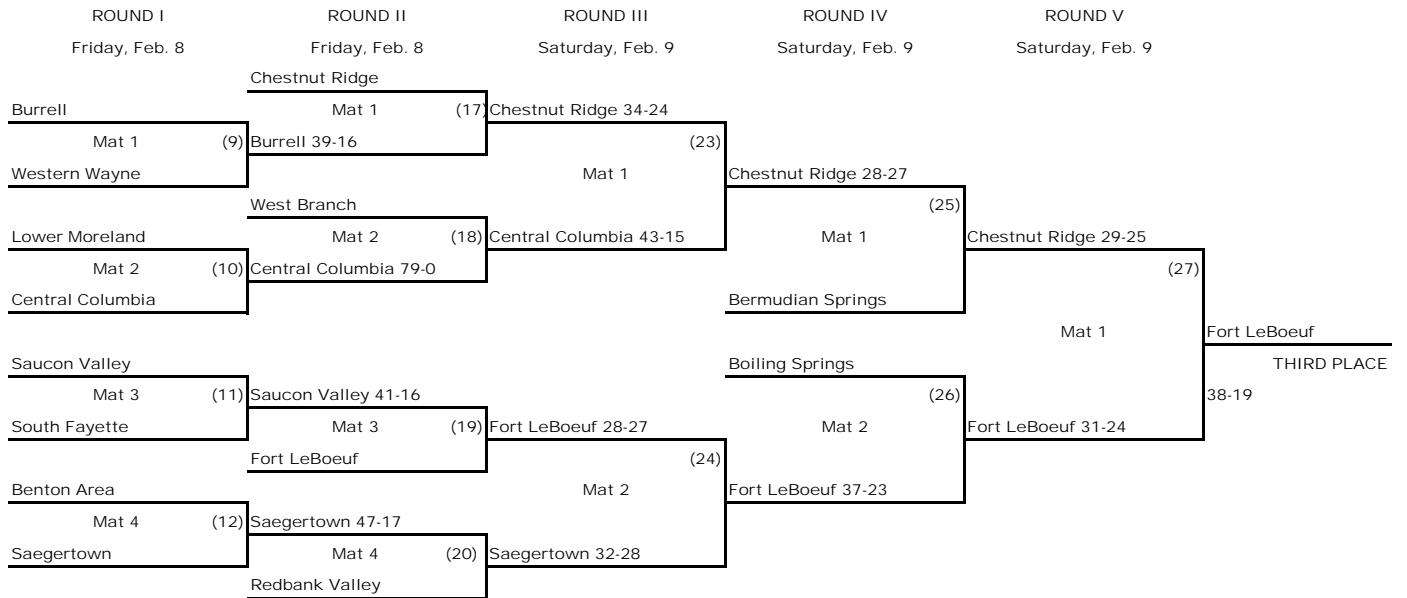 ROUND I ROUND II ROUND III ROUND IV ROUND V
Friday, Feb. 8 Friday, Feb. 8 Saturday, Feb. 9 Saturday, Feb. 9 Saturday, Feb. 9
Chestnut Ridge
Burrell Mat 1 (17) Chestnut Ridge 34-24
Mat 1 (9) Burrell 39-16 (23)
Western Wayne Mat 1 Chestnut Ridge 28-27
West Branch (25)
Lower Moreland Mat 2 (18) Central Columbia 43-15 Mat 1 Chestnut Ridge 29-25
Mat 2 (10) Central Columbia 79-0 (27)
Central Columbia Bermudian Springs
Mat 1 Fort LeBoeuf
Saucon Valley Boiling Springs THIRD PLACE
Mat 3 (11) Saucon Valley 41-16 (26) 38-19
South Fayette Mat 3 (19) Fort LeBoeuf 28-27 Mat 2 Fort LeBoeuf 31-24
Fort LeBoeuf (24)
Benton Area Mat 2 Fort LeBoeuf 37-23
Mat 4 (12) Saegertown 47-17
Saegertown Mat 4 (20) Saegertown 32-28
Redbank Valley